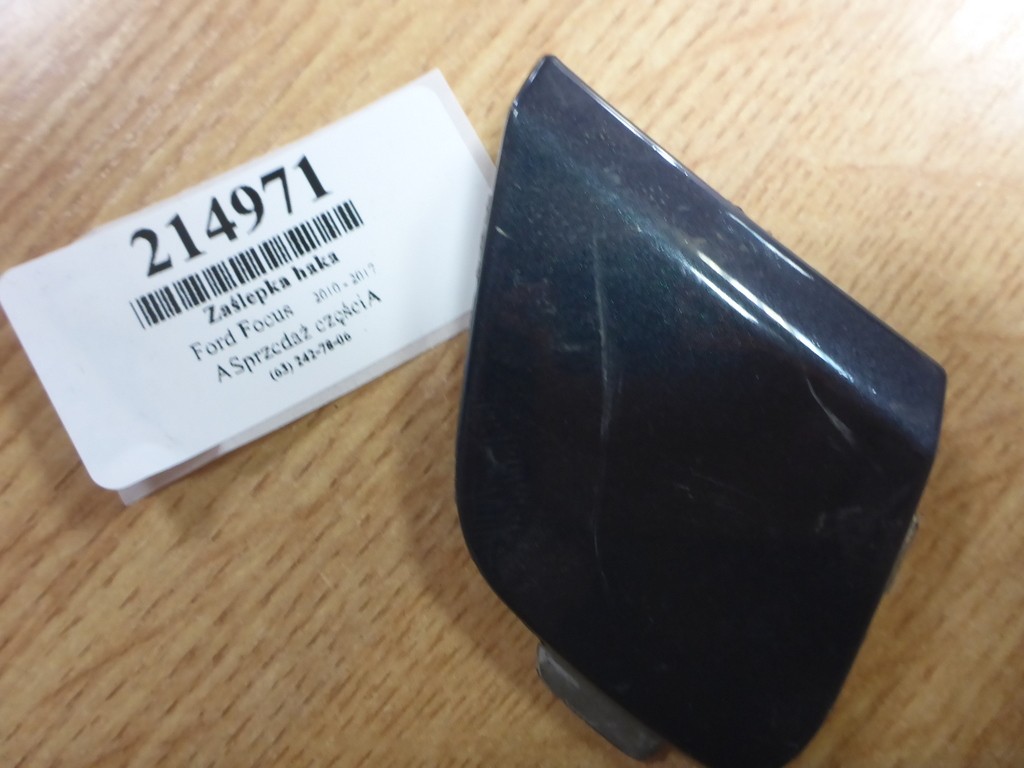 214971
Zaślepka haka
Ford Focus 2010 - 2017
ASprzedaż częściA
(63) 242-78-06